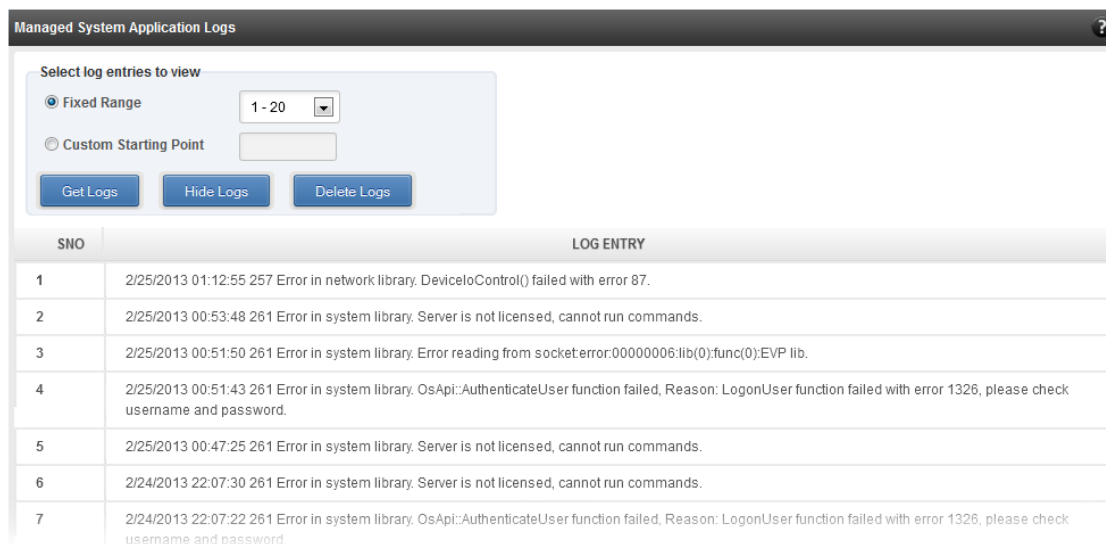 Managed System Application Logs
?
Select log entries to view
Fixed Range
1 - 20
Custom Starting Point
Get Logs
Hide Logs
Delete Logs
SNO LOG ENTRY
1 2/25/2013 01:12:55 257 Error in network library. DeviceIoControl() failed with error 87.
2 2/25/2013 00:53:48 261 Error in system library. Server is not licensed, cannot run commands.
3 2/25/2013 00:51:50 261 Error in system library. Error reading from socket:error:00000006:lib(0):func(0):EVP lib.
4 2/25/2013 00:51:43 261 Error in system library. OsApi::AuthenticateUser function failed, Reason: LogonUser function failed with error 1326, please check
username and password.
5 2/25/2013 00:47:25 261 Error in system library. Server is not licensed, cannot run commands.
6 2/24/2013 22:07:30 261 Error in system library. Server is not licensed, cannot run commands.
7 2/24/2013 22:07:22 261 Error in system library. OsApi::AuthenticateUser function failed, Reason: LogonUser function failed with error 1326, please check
username and password.